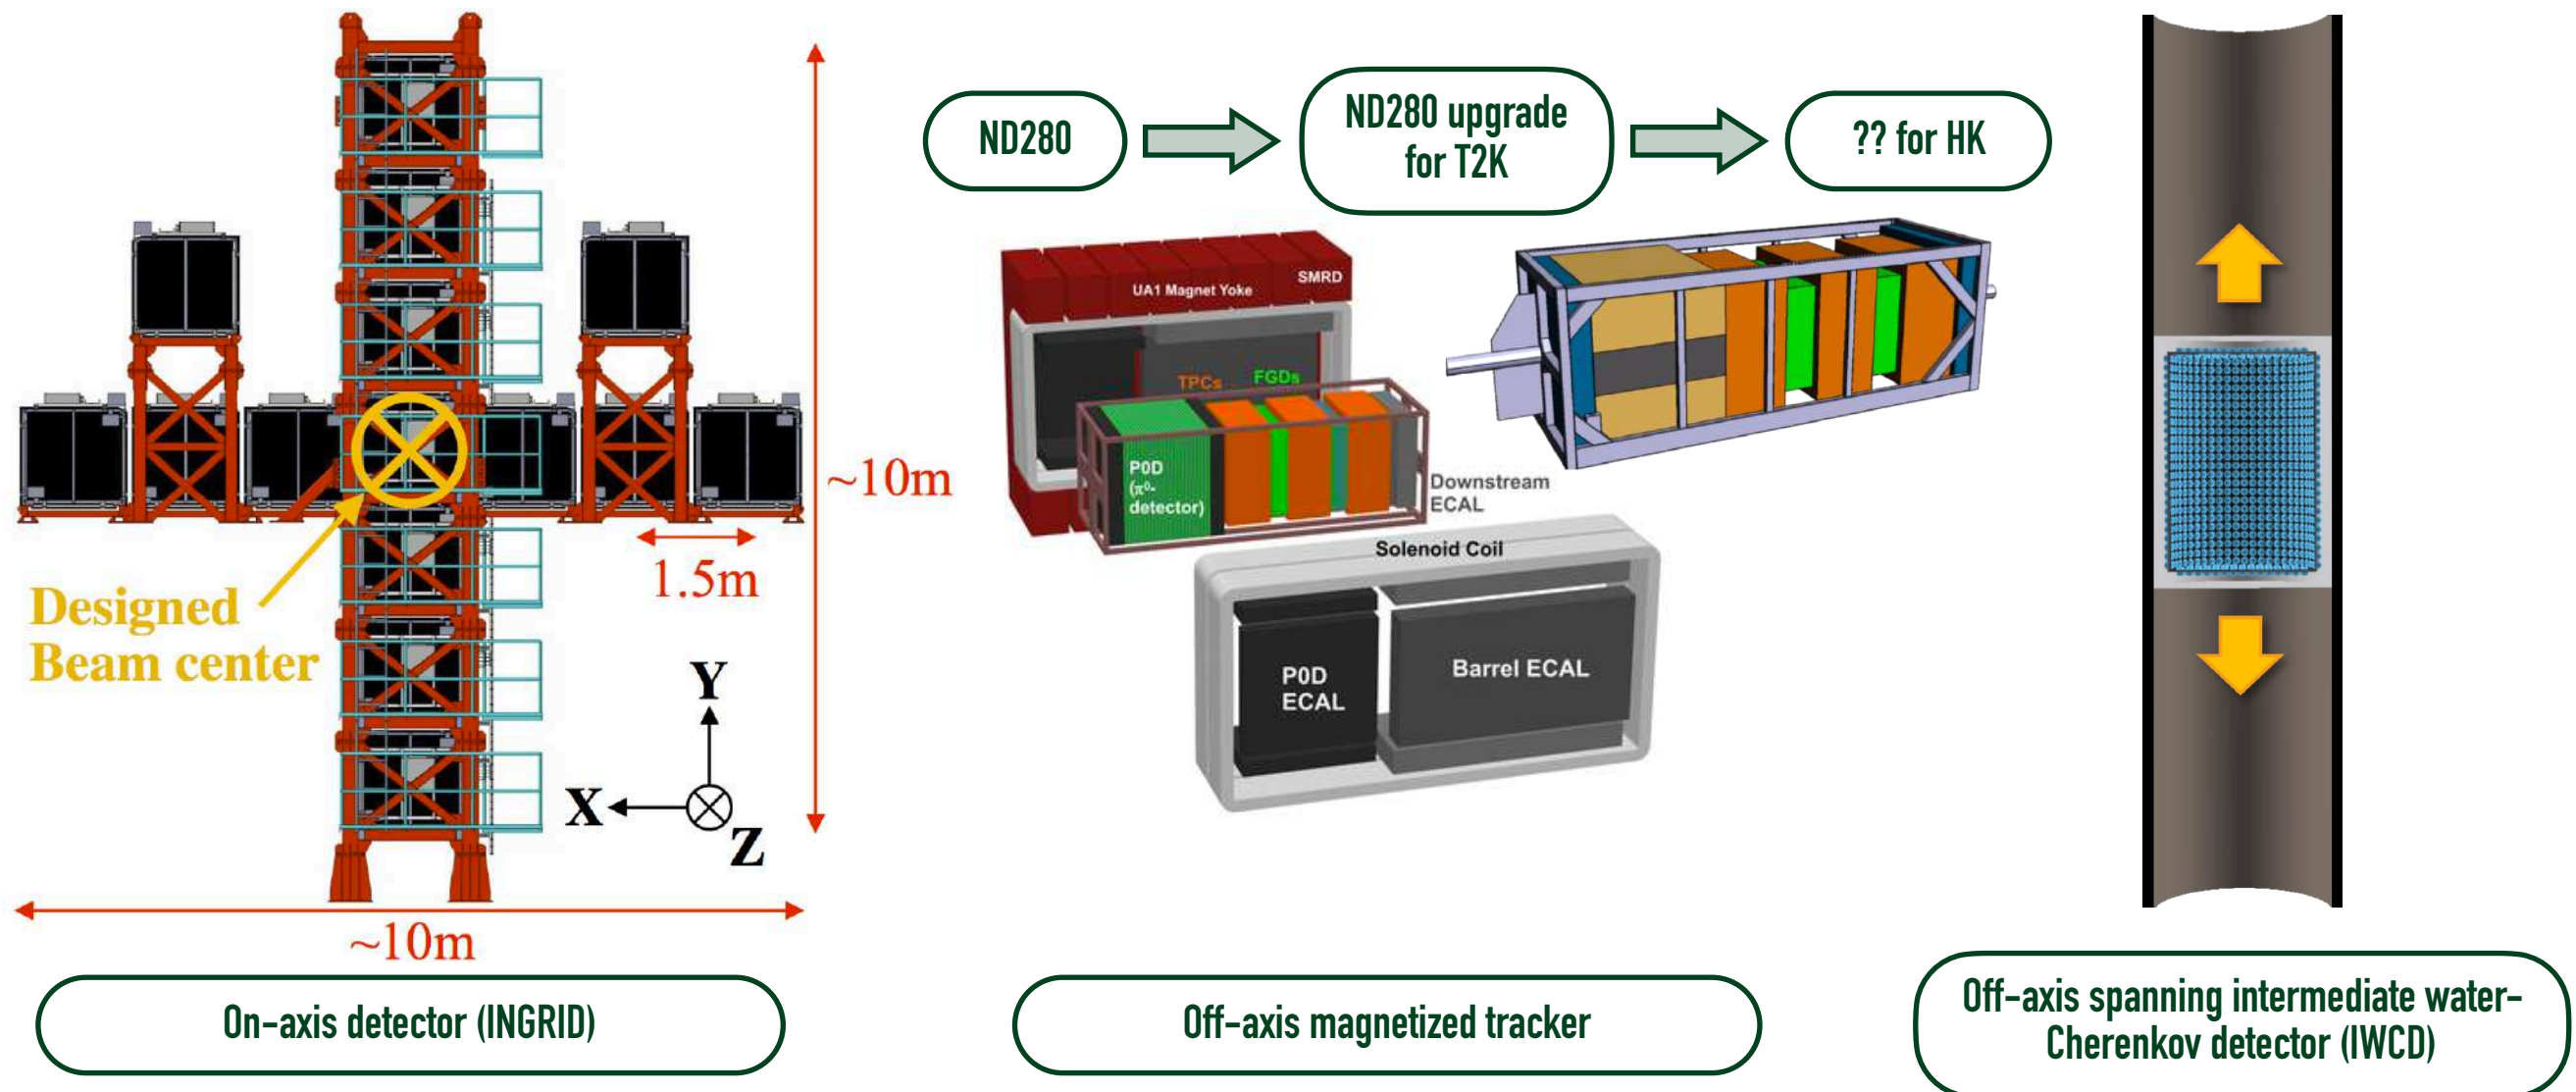 ~10m
1.5m
Designed
Beam center
Y
X
Z
~10m
On-axis detector (INGRID)
ND280
ND280 upgrade
for T2K
?? for HK
SMRD
UA1 Magnet Yoke
TPCs
FGDs
P0D
(π⁰-
detector)
Downstream
ECAL
Solenoid Coil
P0D
ECAL
Barrel ECAL
Off-axis magnetized tracker
Off-axis spanning intermediate water-
Cherenkov detector (IWCD)